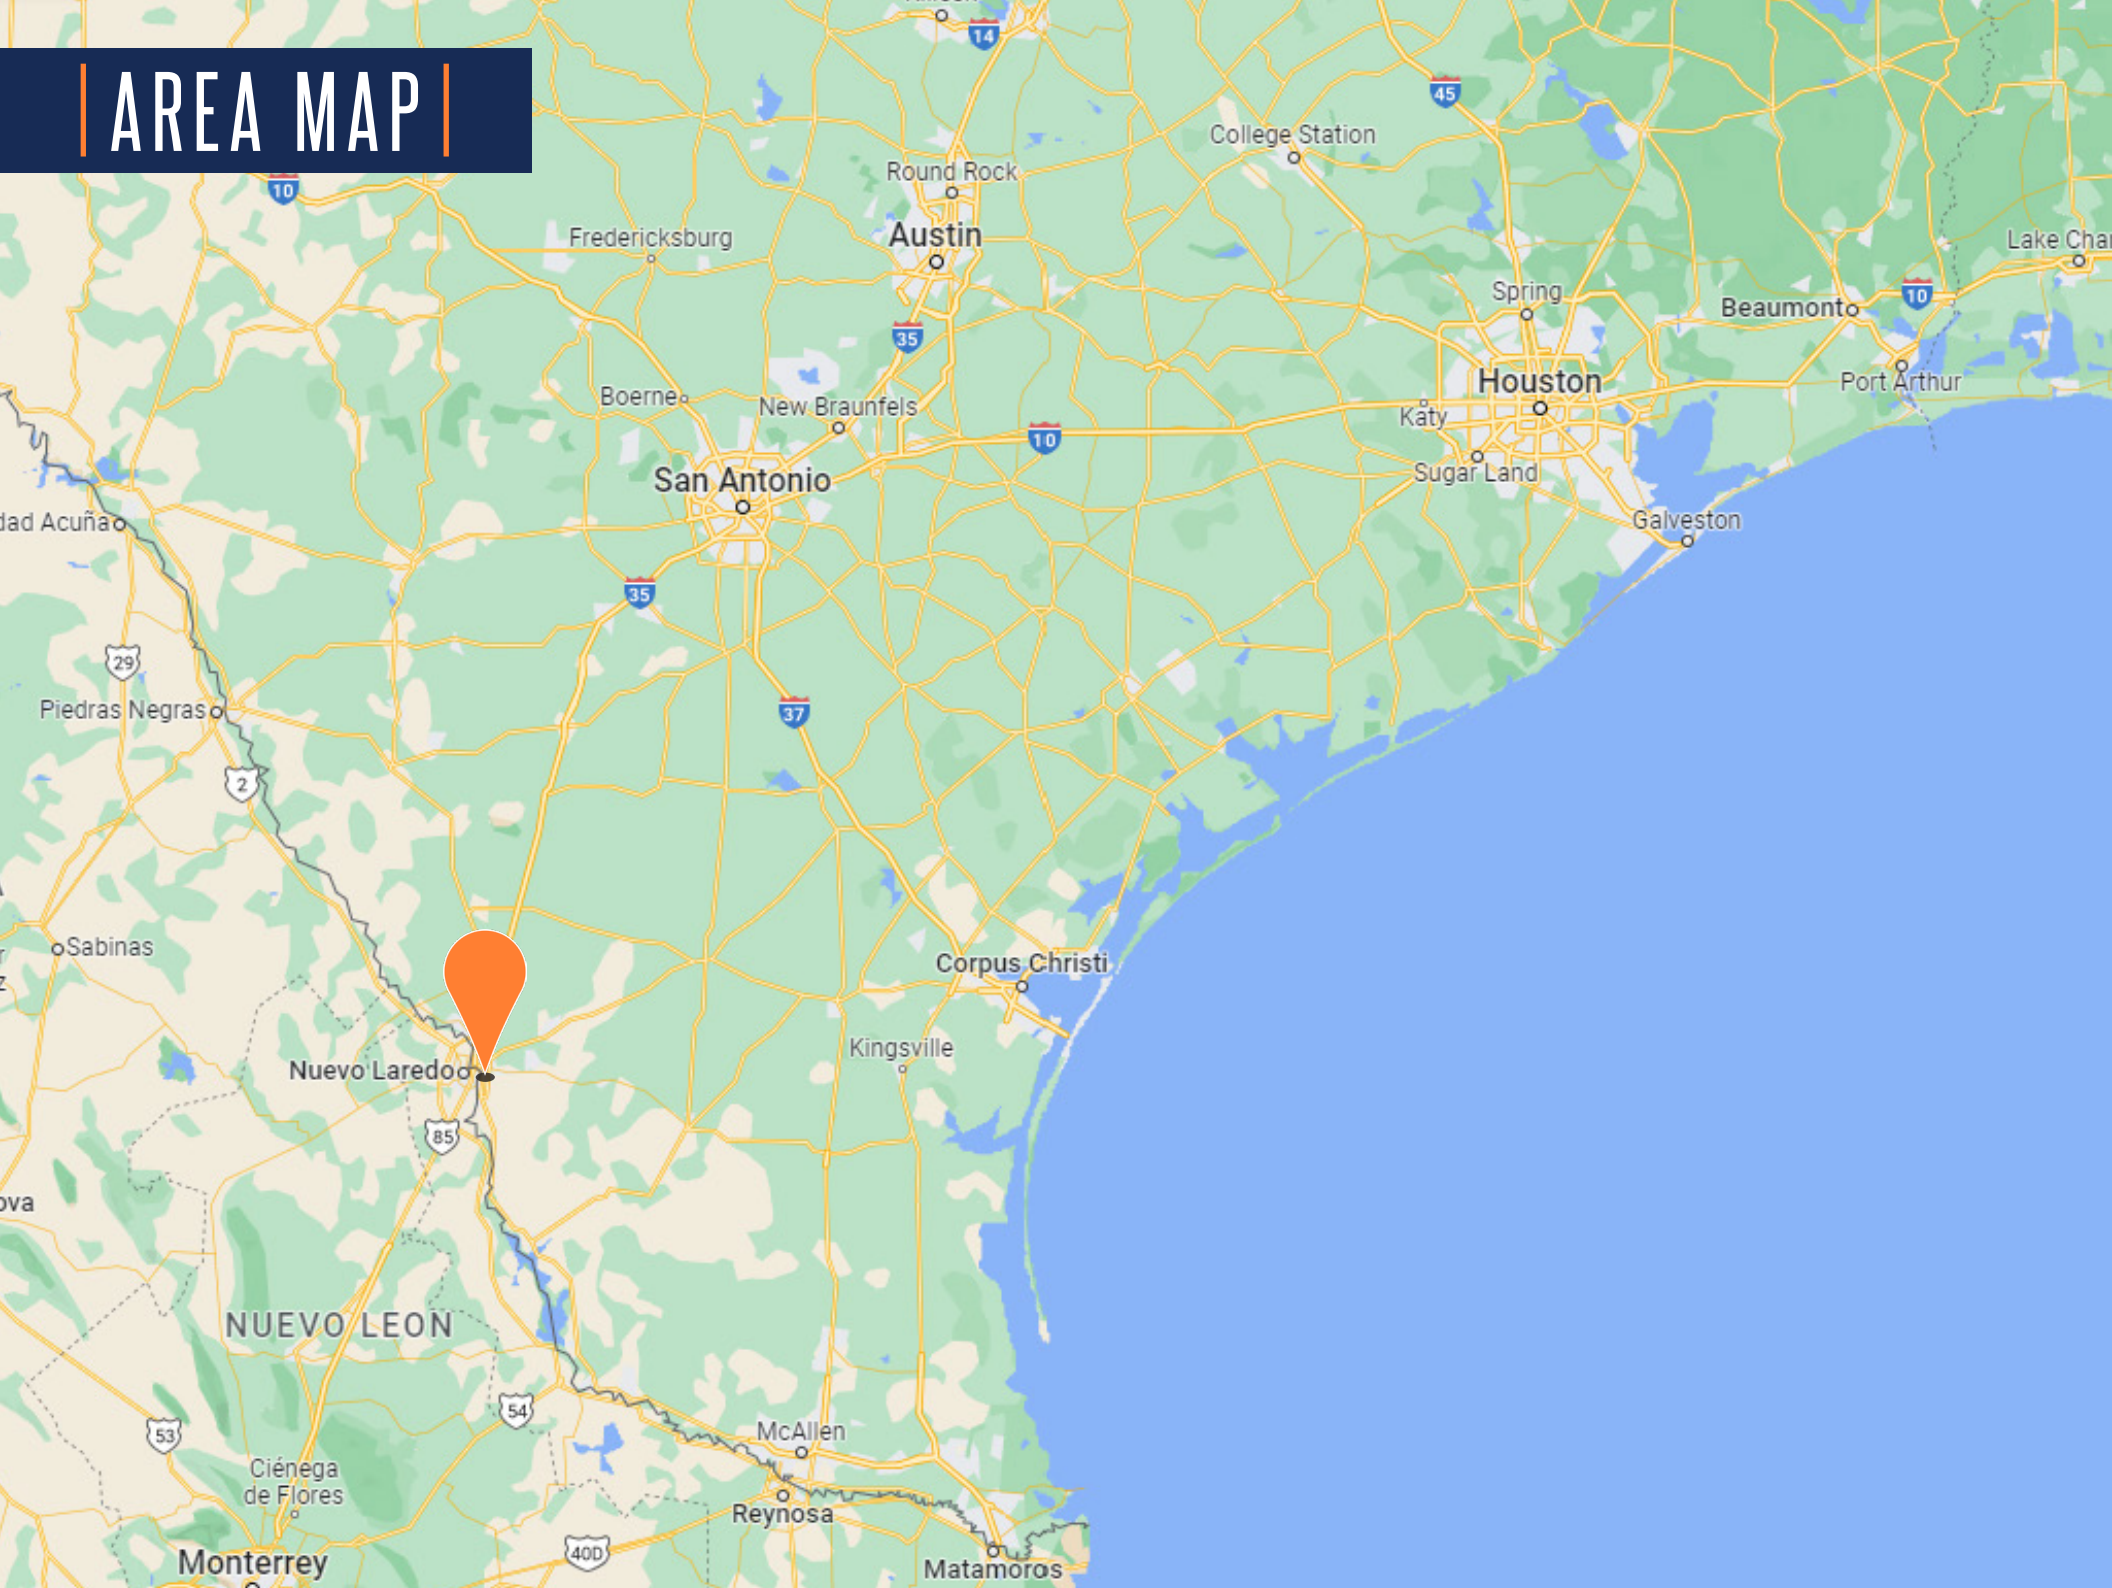 14
AREA MAP
45
College Station
Round Rock
10
Fredericksburg
Austin
Lake Cha
Spring
10
Beaumont
35
Houston
Port Arthur
Boerne
New Braunfels
Katy
10
San Antonio
Sugar Land
dad Acuña
Galveston
35
29
Piedras Negras
37
2
Sabinas
Corpus Christi
Kingsville
Nuevo Laredo
85
ova
NUEVO LEON
54
53
McAllen
Ciénega
de Flores
Reynosa
40D
Monterrey
Matamoros